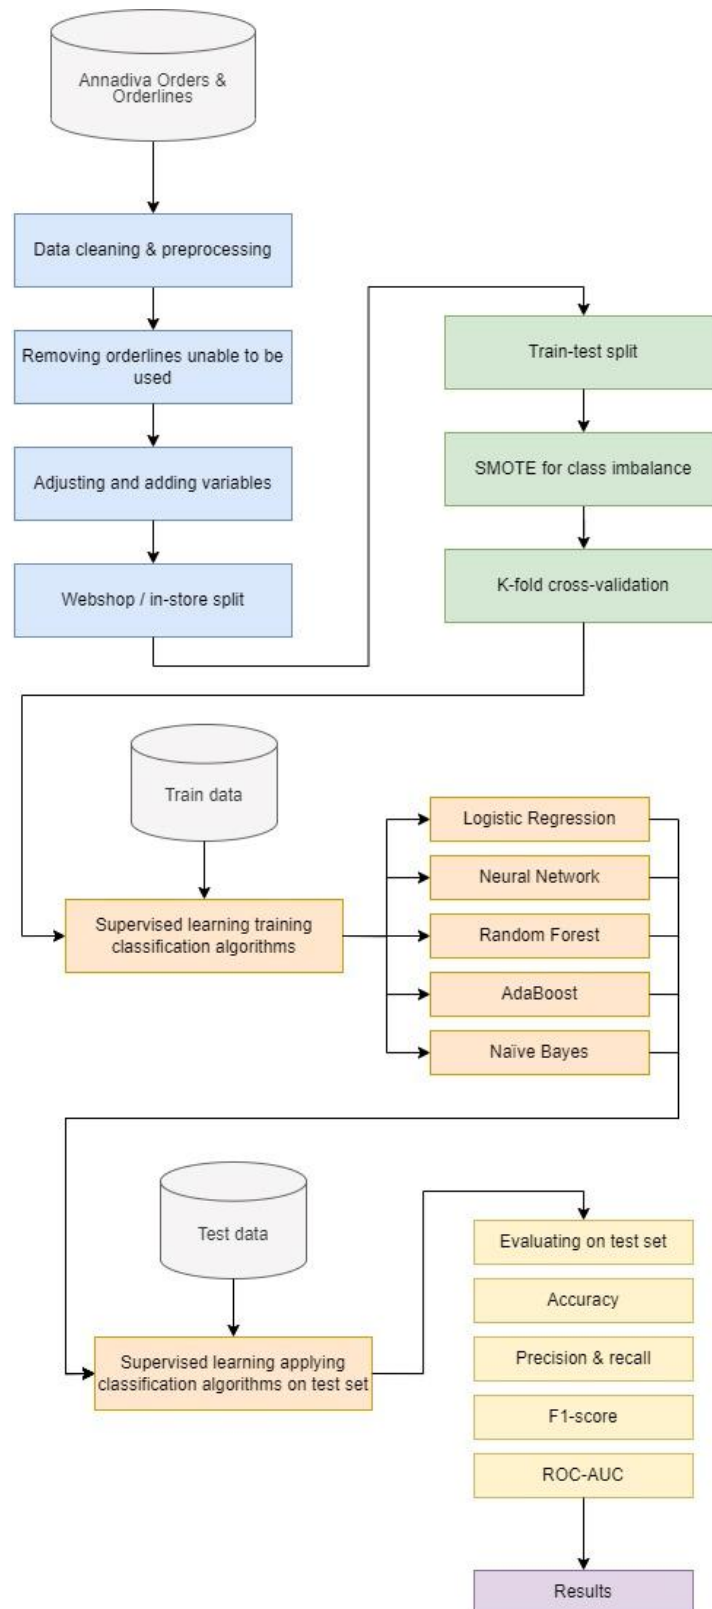 Annadiva Orders &
Orderlines
Data cleaning & preprocessing
Removing orderlines unable to be
used
Adjusting and adding variables
Webshop / in-store split
Train-test split
SMOTE for class imbalance
K-fold cross-validation
Train data
Supervised learning training
classification algorithms
Logistic Regression
Neural Network
Random Forest
AdaBoost
Naïve Bayes
Test data
Supervised learning applying
classification algorithms on test set
Evaluating on test set
Accuracy
Precision & recall
F1-score
ROC-AUC
Results